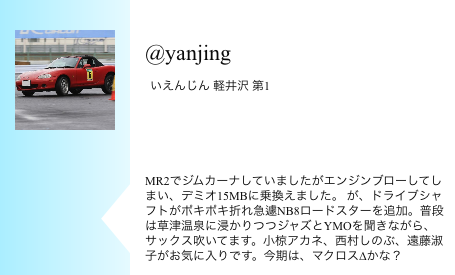 @yanjing
いえんじん 軽井沢 第1
MR2でジムカーナしていましたがエンジンブローしてし
まい、デミオ15MBに乗換えました。 が、ドライブシャ
フトがポキポキ折れ急遽NB8ロードスターを追加。普段
は草津温泉に浸かりつつジャズとYMOを聞きながら、
サックス吹いてます。小椋アカネ、西村しのぶ、遠藤淑
子がお気に入りです。今期は、マクロスΔかな？